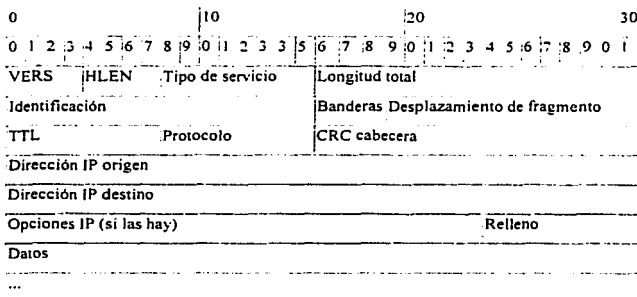 0 10 20 30
0 1 2 3 4 5 6 7 8 9 0 1 2 3 3 5 6 7 8 9 0 1 2 3 4 5 6 7 8 9 0 1
VERS HLEN Tipo de servicio Longitud total
Identificación Banderas Desplazamiento de fragmento
TTL Protocolo CRC cabecera
Dirección IP origen
Dirección IP destino
Opciones IP (si las hay) Relleno
Datos
...